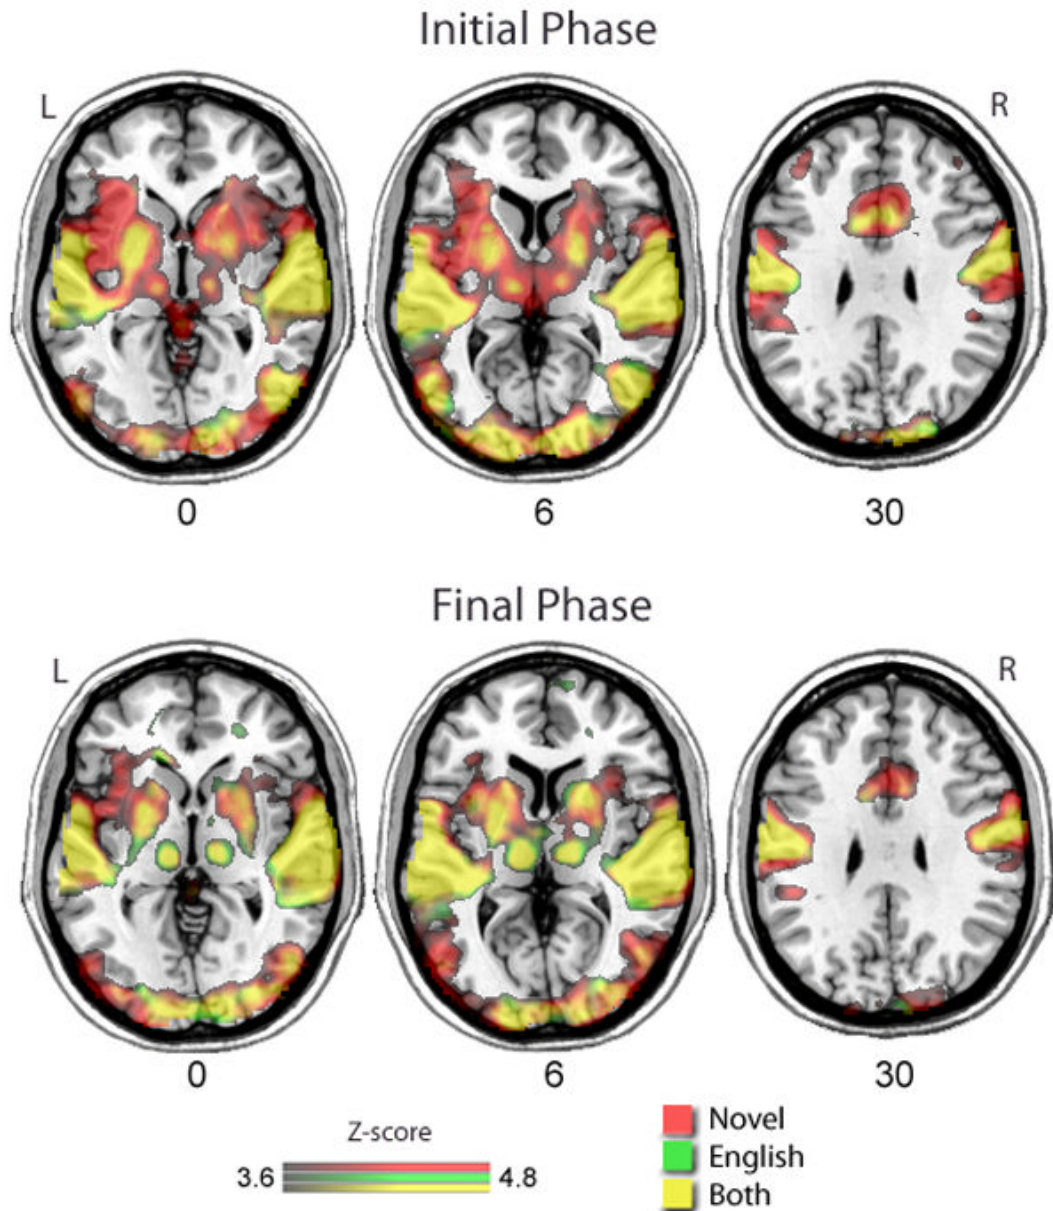 Initial Phase
L
R
0
6
30
Final Phase
L
R
0
6
30
Z-score
3.6
4.8
Novel
English
Both